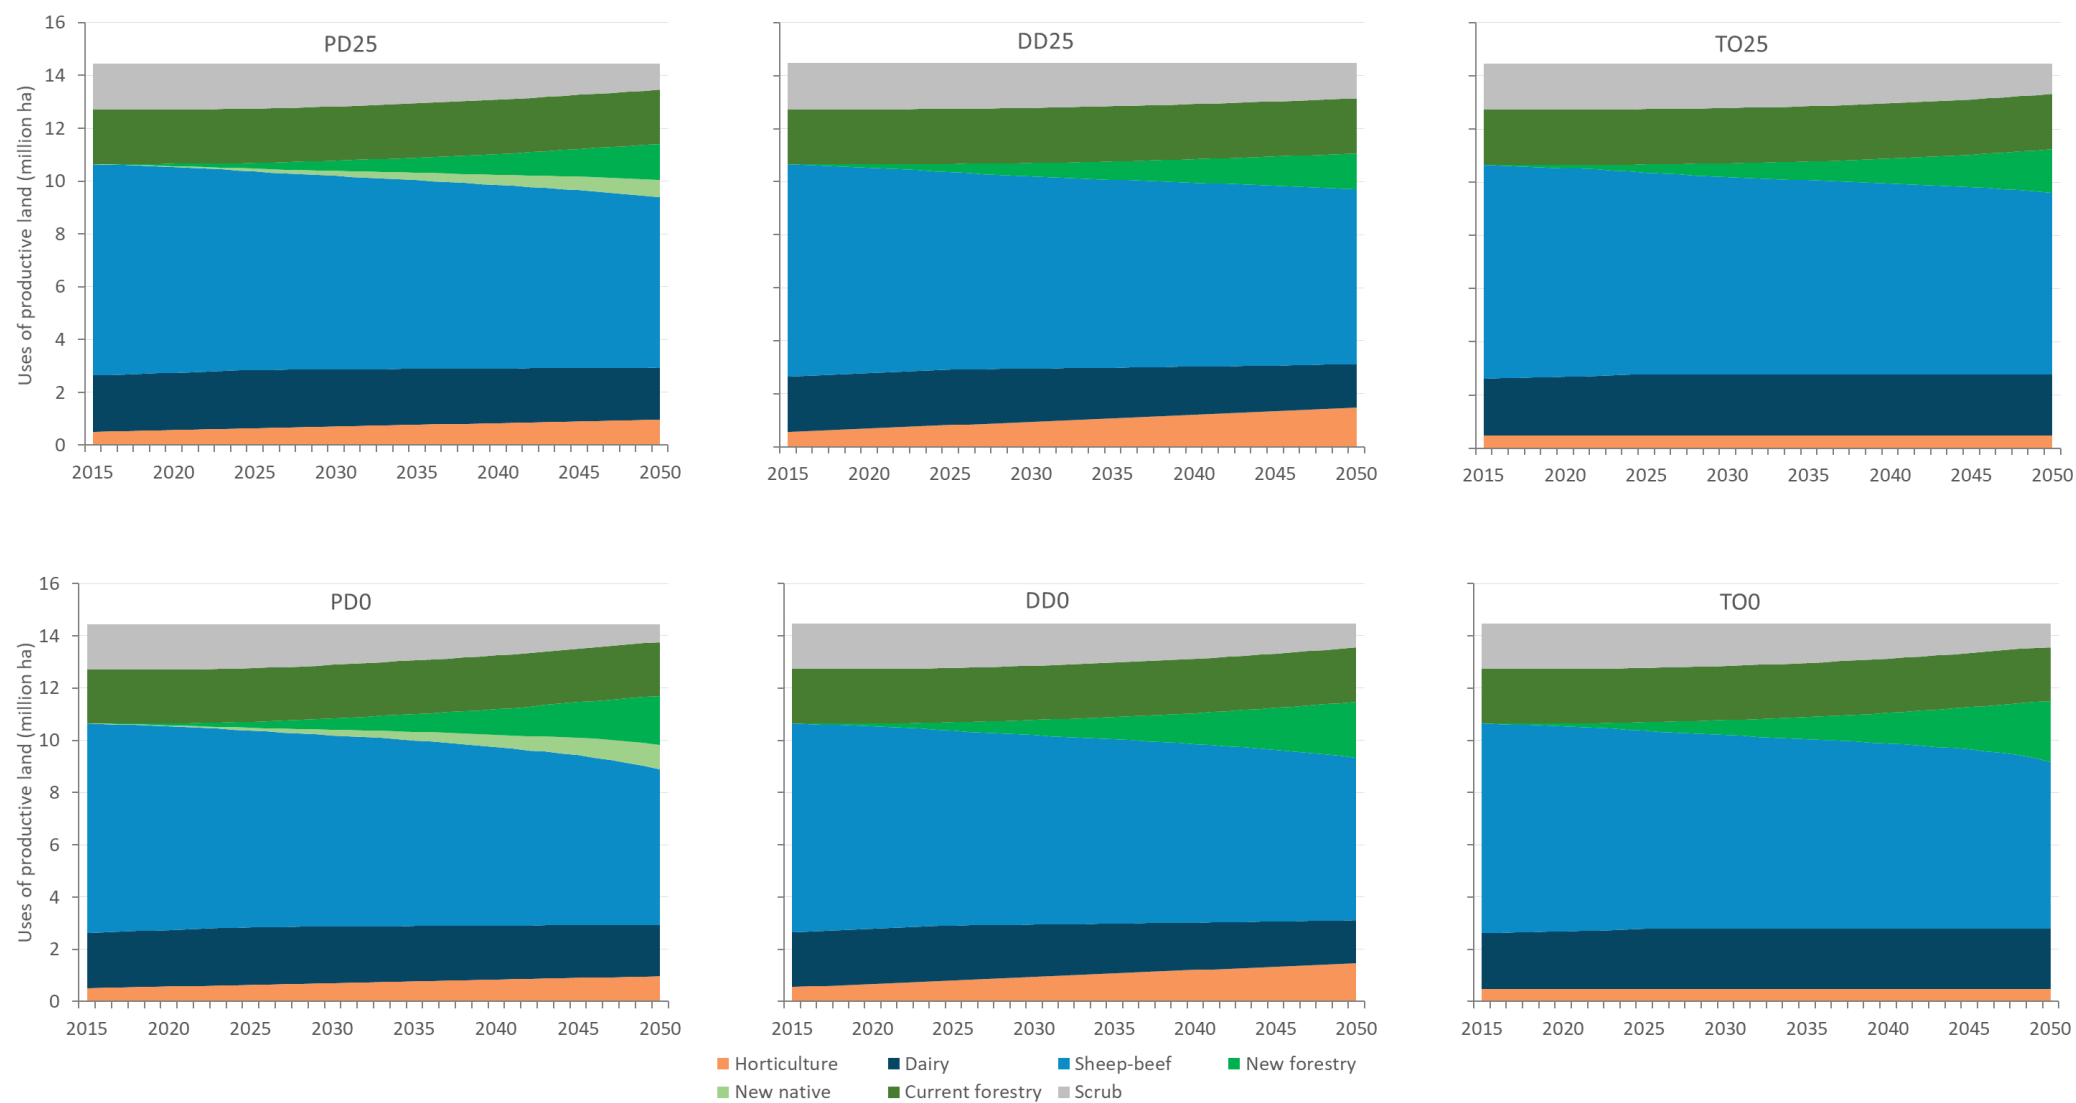 PD25
DD25
TO25
Uses of productive land (million ha)
16
14
12
10
8
6
4
2
0
2015 2020 2025 2030 2035 2040 2045 2050
2015 2020 2025 2030 2035 2040 2045 2050
2015 2020 2025 2030 2035 2040 2045 2050
PD0
DD0
TO0
Uses of productive land (million ha)
16
14
12
10
8
6
4
2
0
2015 2020 2025 2030 2035 2040 2045 2050
2015 2020 2025 2030 2035 2040 2045 2050
2015 2020 2025 2030 2035 2040 2045 2050
Horticulture Dairy Sheep-beef New forestry
New native Current forestry Scrub